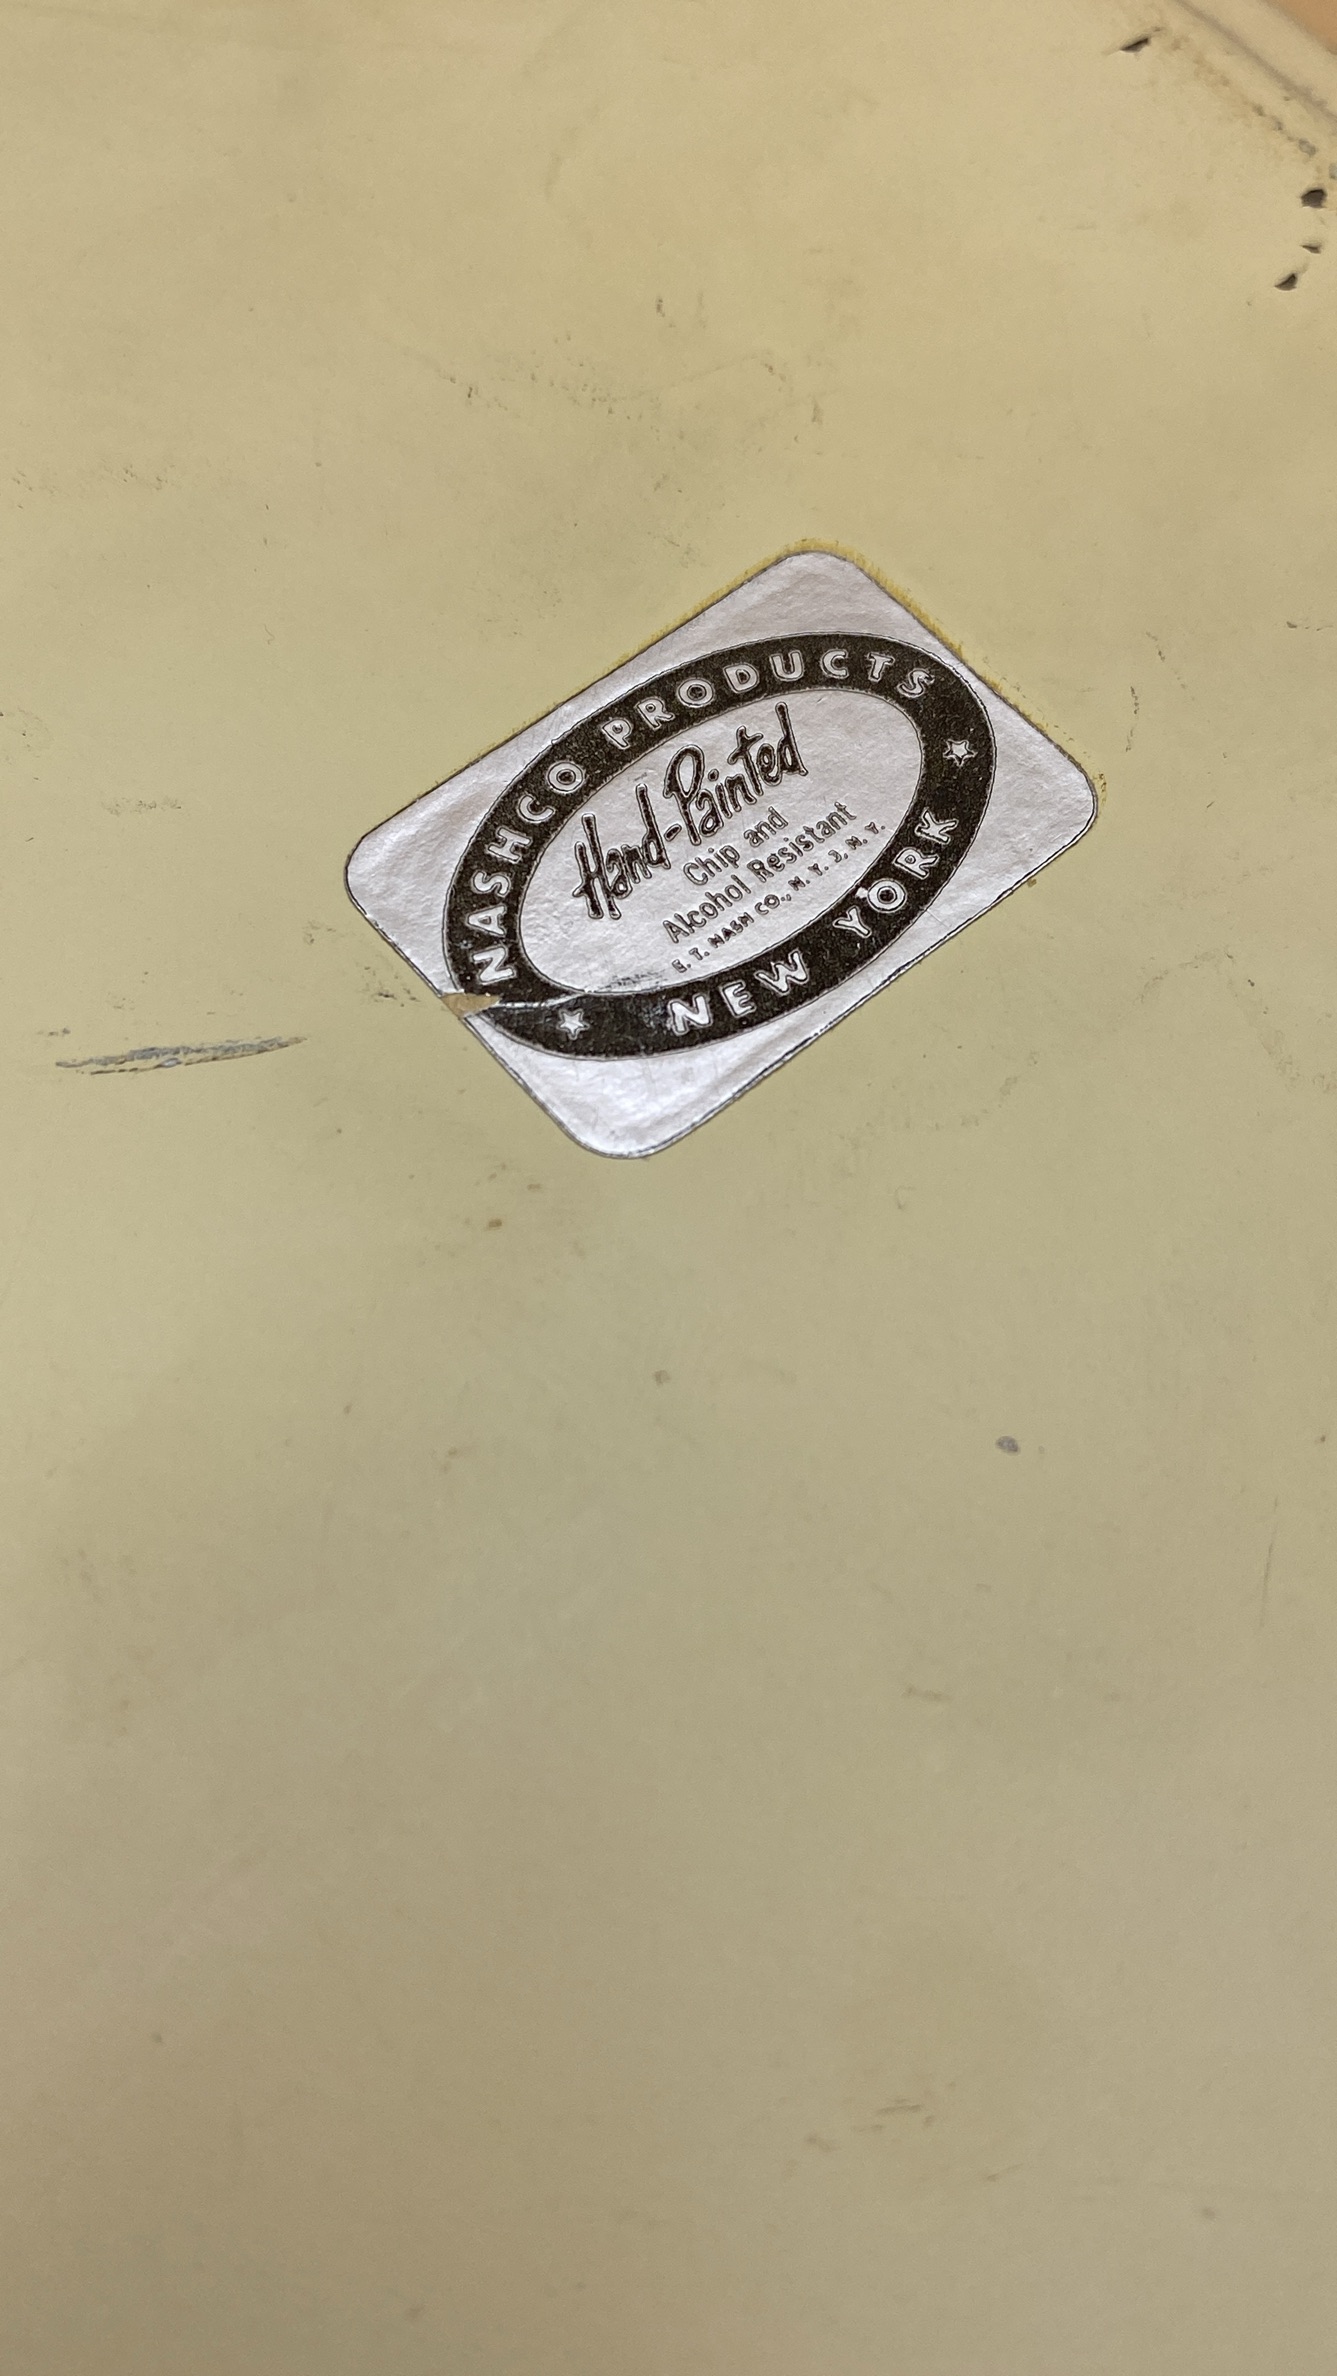 NASHCO PRODUCTS
Hand-Painted
Chip and
Alcohol Resistant
E. T. NASH CO., N. Y. 3, N. Y.
NEW YORK